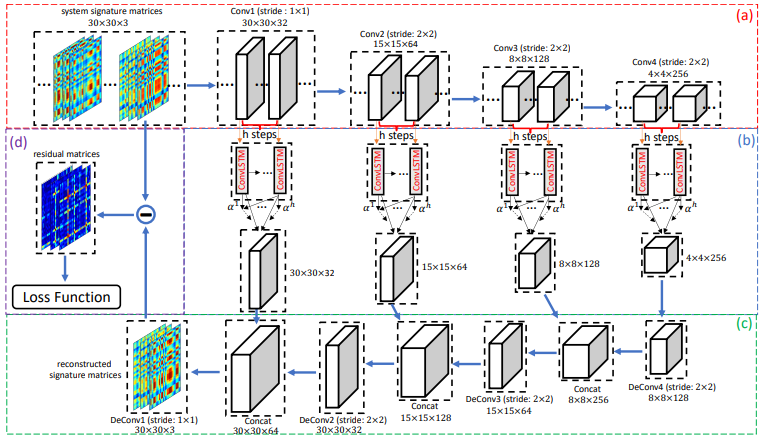 system signature matrices
30×30×3
Conv1 (stride : 1×1)
30×30×32
Conv2 (stride: 2×2)
15×15×64
Conv3 (stride: 2×2)
8×8×128
Conv4 (stride: 2×2)
4×4×256
(a)
h steps
h steps
h steps
h steps
(b)
(d)
residual matrices
Loss Function
ConvLSTM
...
ConvLSTM
ConvLSTM
...
ConvLSTM
ConvLSTM
...
ConvLSTM
ConvLSTM
...
ConvLSTM
α¹ ... αʰ
α¹ ... αʰ
α¹ ... αʰ
α¹ ... αʰ
30×30×32
15×15×64
8×8×128
4×4×256
(c)
reconstructed
signature matrices
DeConv1 (stride: 1×1)
30×30×3
Concat
30×30×64
DeConv2 (stride: 2×2)
30×30×32
Concat
15×15×128
DeConv3 (stride: 2×2)
15×15×64
Concat
8×8×256
DeConv4 (stride: 2×2)
8×8×128